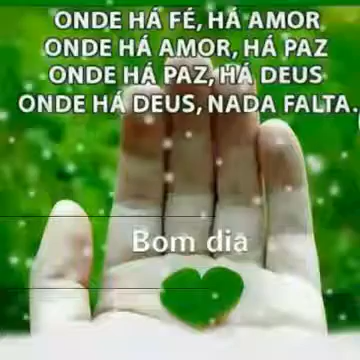 ONDE HÁ FÉ, HÁ AMOR
ONDE HÁ AMOR, HÁ PAZ
ONDE HÁ PAZ, HÁ DEUS
ONDE HÁ DEUS, NADA FALTA.
Bom dia